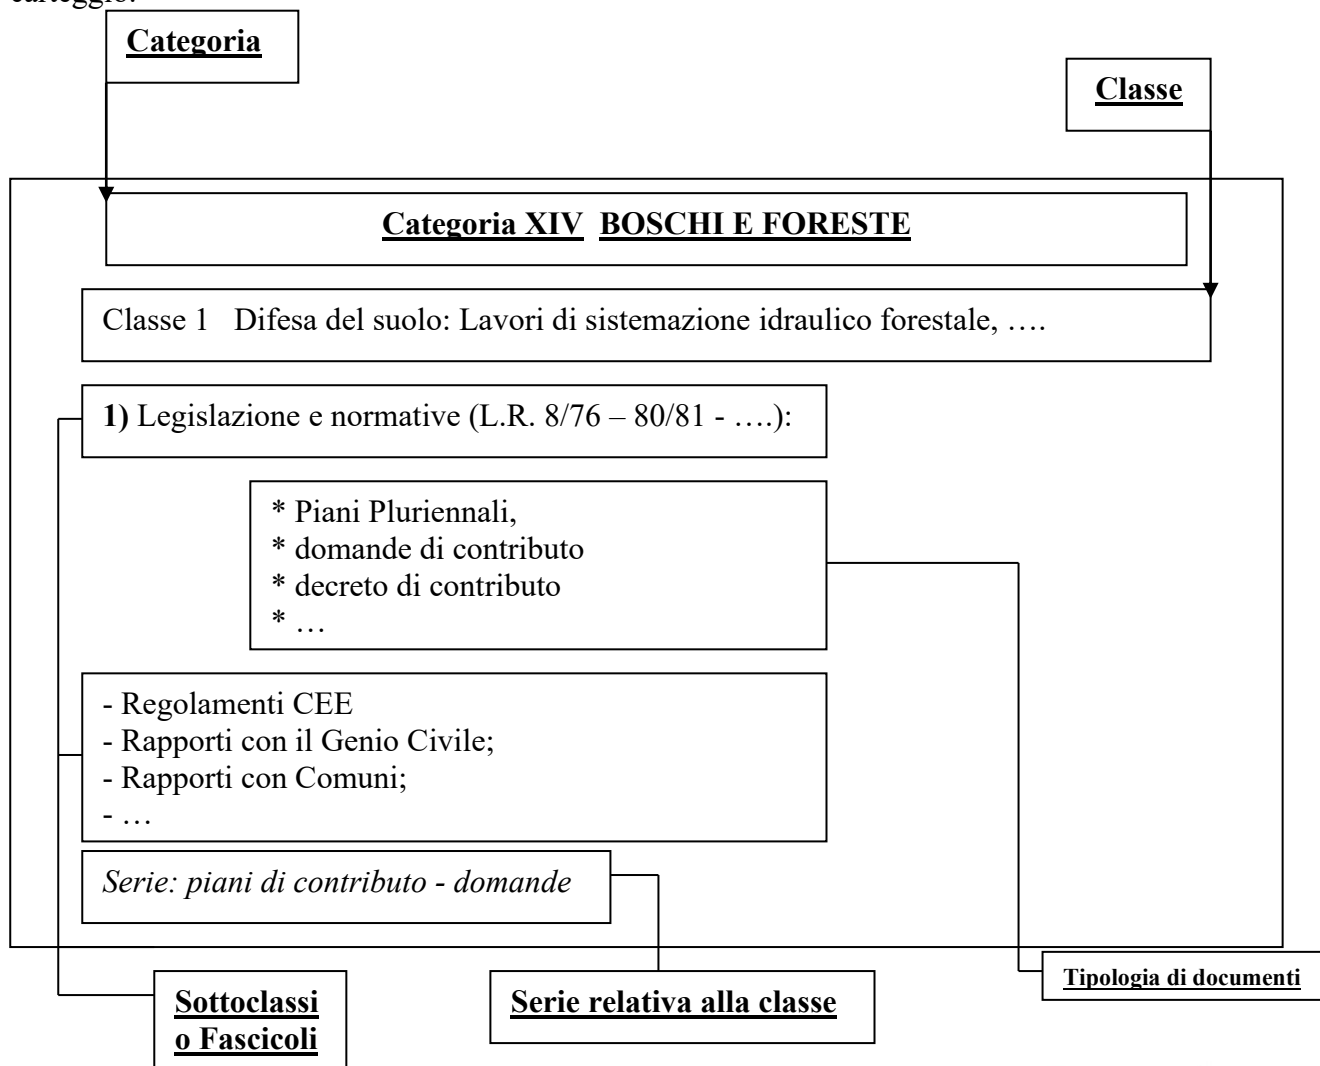 carteggio.
Categoria
Classe
Categoria XIV BOSCHI E FORESTE
Classe 1 Difesa del suolo: Lavori di sistemazione idraulico forestale, ….
1) Legislazione e normative (L.R. 8/76 – 80/81 - ….):
* Piani Pluriennali,
* domande di contributo
* decreto di contributo
* …
- Regolamenti CEE
- Rapporti con il Genio Civile;
- Rapporti con Comuni;
- …
Serie: piani di contributo - domande
Tipologia di documenti
Sottoclassi
o Fascicoli
Serie relativa alla classe